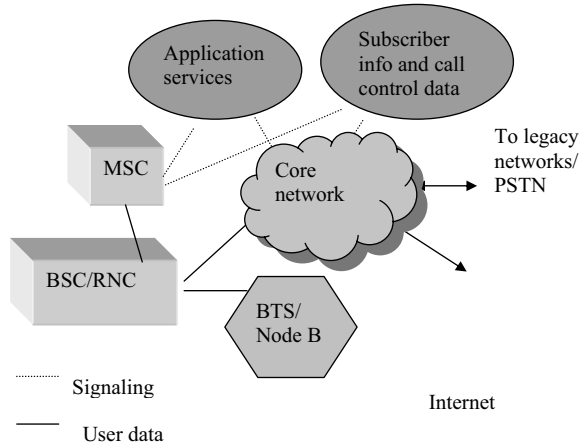 Application
services
Subscriber
info and call
control data
MSC
Core
network
To legacy
networks/
PSTN
BSC/RNC
BTS/
Node B
Signaling
Internet
User data